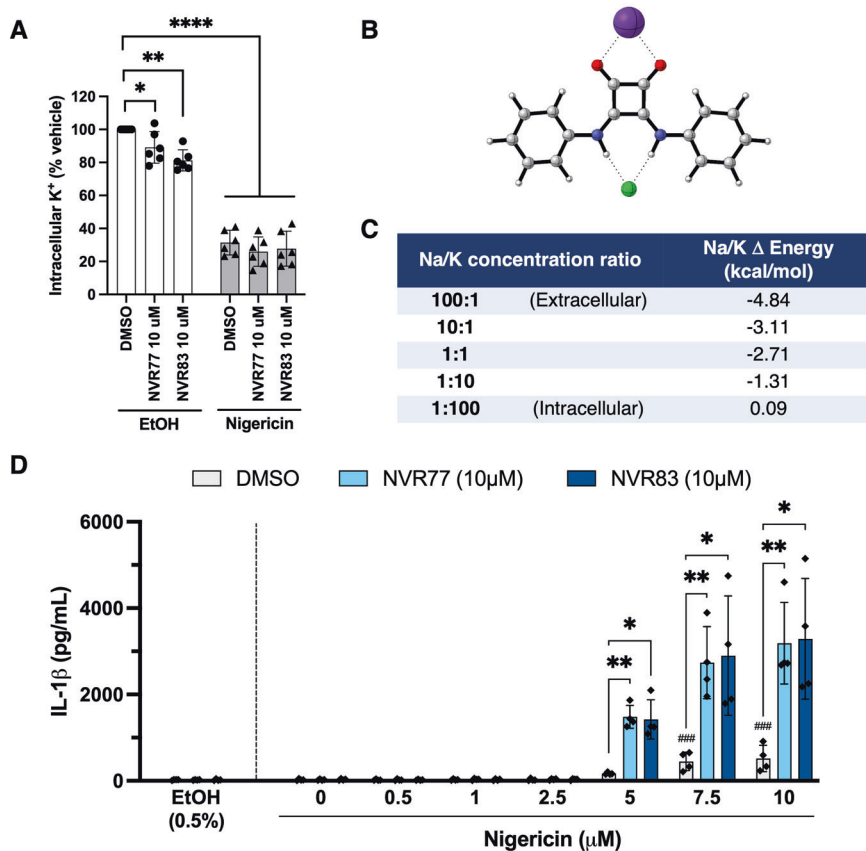 A
****
**
*
Intracellular K⁺ (% vehicle)
120
100
80
60
40
20
0
DMSO
NVR77 10 uM
NVR83 10 uM
DMSO
NVR77 10 uM
NVR83 10 uM
EtOH
Nigericin
B
C
Na/K concentration ratio
Na/K Δ Energy
(kcal/mol)
100:1 (Extracellular) -4.84
10:1 -3.11
1:1 -2.71
1:10 -1.31
1:100 (Intracellular) 0.09
D
DMSO NVR77 (10μM) NVR83 (10μM)
IL-1β (pg/mL)
6000
4000
2000
0
*
**
*
**
###
*
**
###
EtOH
(0.5%)
0 0.5 1 2.5 5 7.5 10
Nigericin (μM)